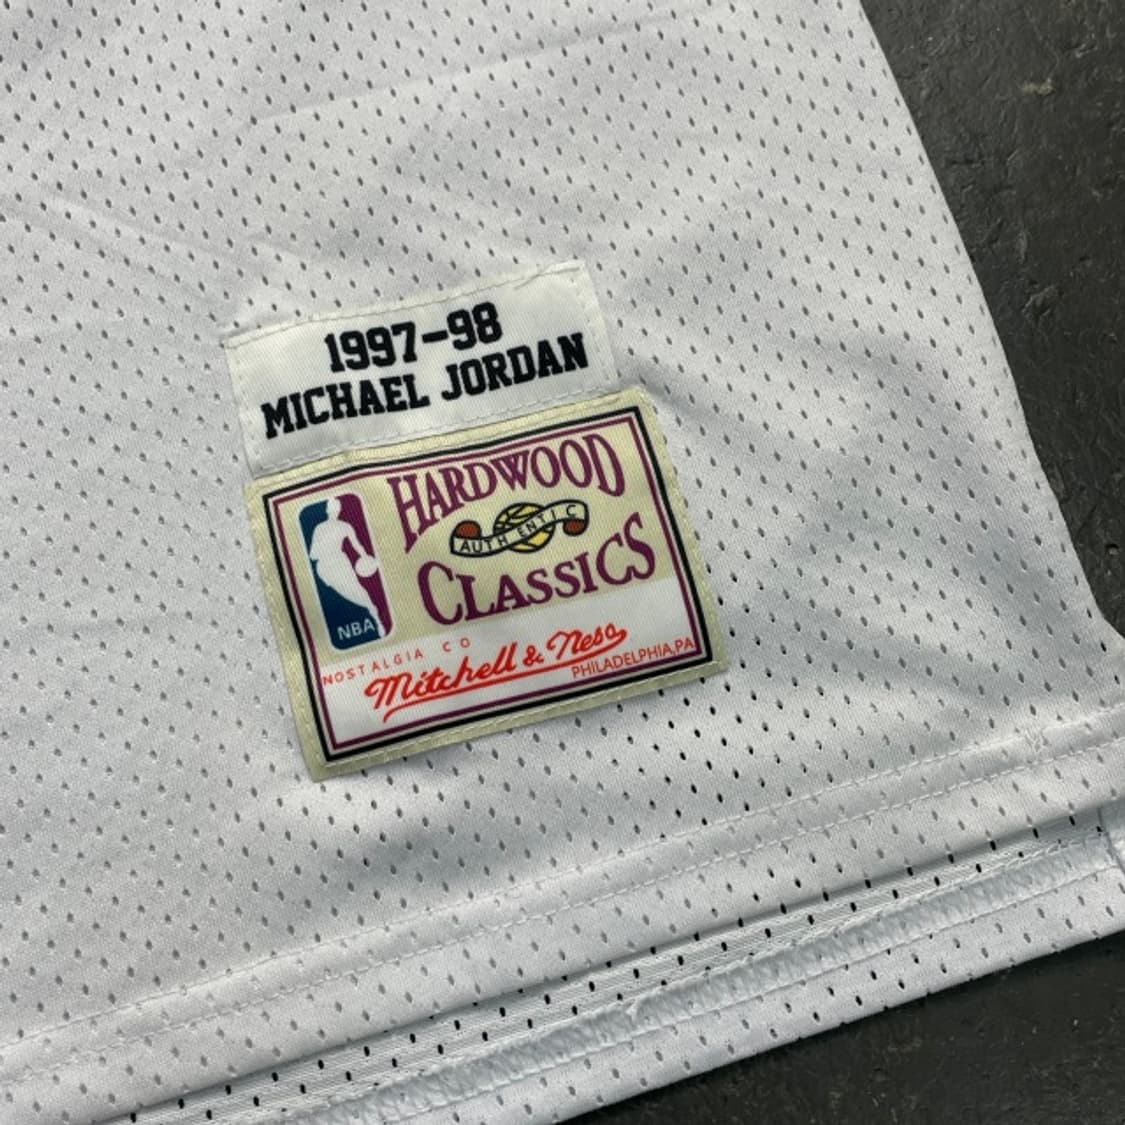 1997-98
MICHAEL JORDAN
HARDWOOD
AUTHENTIC
CLASSICS
NBA
NOSTALGIA CO
Mitchell & Ness
PHILADELPHIA,PA